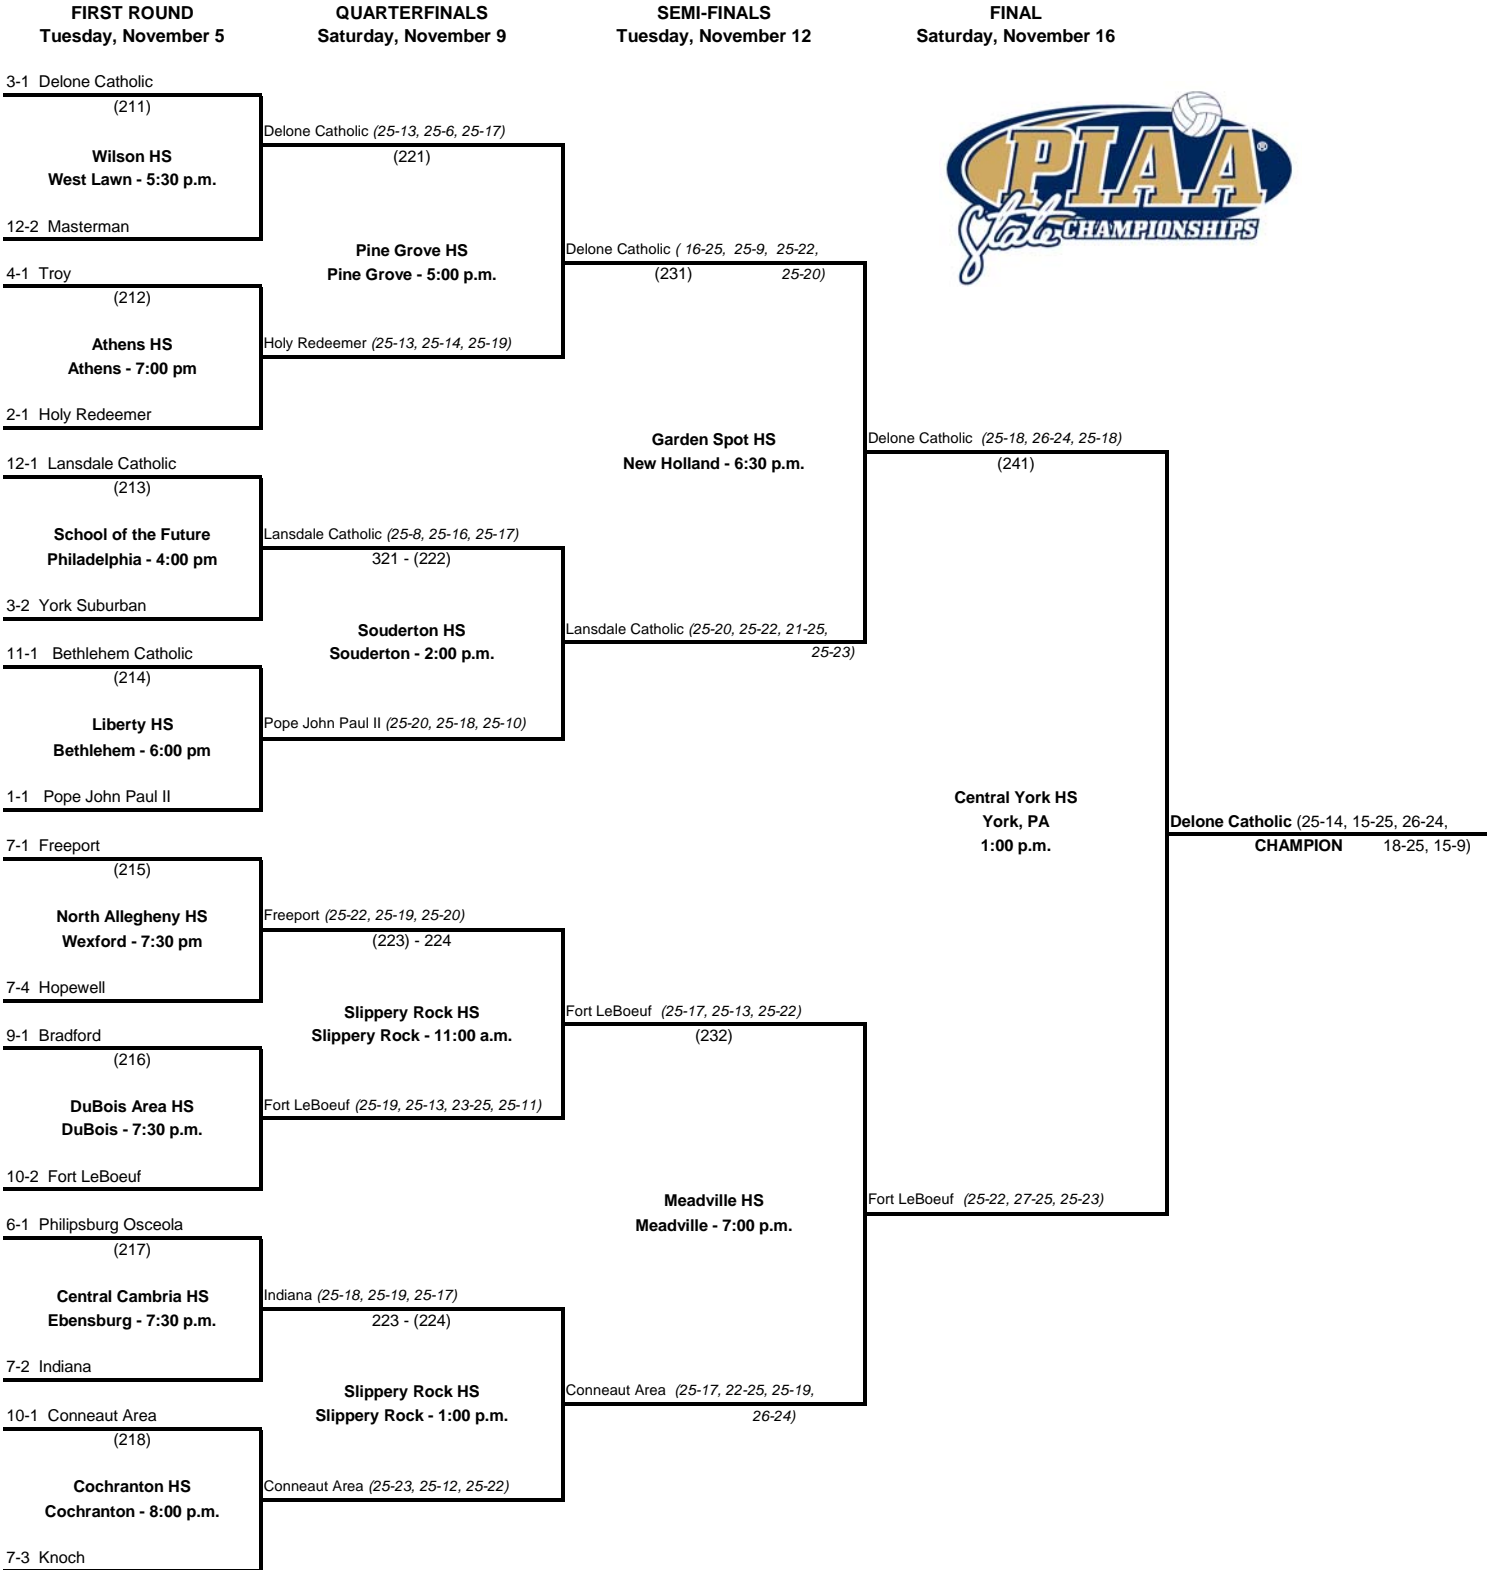 FIRST ROUND
Tuesday, November 5
QUARTERFINALS
Saturday, November 9
SEMI-FINALS
Tuesday, November 12
FINAL
Saturday, November 16
PIAA®
State CHAMPIONSHIPS
3-1 Delone Catholic
(211)
Wilson HS
West Lawn - 5:30 p.m.
12-2 Masterman
4-1 Troy
(212)
Athens HS
Athens - 7:00 pm
2-1 Holy Redeemer
12-1 Lansdale Catholic
(213)
School of the Future
Philadelphia - 4:00 pm
3-2 York Suburban
11-1 Bethlehem Catholic
(214)
Liberty HS
Bethlehem - 6:00 pm
1-1 Pope John Paul II
7-1 Freeport
(215)
North Allegheny HS
Wexford - 7:30 pm
7-4 Hopewell
9-1 Bradford
(216)
DuBois Area HS
DuBois - 7:30 p.m.
10-2 Fort LeBoeuf
6-1 Philipsburg Osceola
(217)
Central Cambria HS
Ebensburg - 7:30 p.m.
7-2 Indiana
10-1 Conneaut Area
(218)
Cochranton HS
Cochranton - 8:00 p.m.
7-3 Knoch
Delone Catholic (25-13, 25-6, 25-17)
(221)
Pine Grove HS
Pine Grove - 5:00 p.m.
Holy Redeemer (25-13, 25-14, 25-19)
Lansdale Catholic (25-8, 25-16, 25-17)
321 - (222)
Souderton HS
Souderton - 2:00 p.m.
Pope John Paul II (25-20, 25-18, 25-10)
Freeport (25-22, 25-19, 25-20)
(223) - 224
Slippery Rock HS
Slippery Rock - 11:00 a.m.
Fort LeBoeuf (25-19, 25-13, 23-25, 25-11)
Indiana (25-18, 25-19, 25-17)
223 - (224)
Slippery Rock HS
Slippery Rock - 1:00 p.m.
Conneaut Area (25-23, 25-12, 25-22)
Delone Catholic ( 16-25, 25-9, 25-22,
(231) 25-20)
Garden Spot HS
New Holland - 6:30 p.m.
Lansdale Catholic (25-20, 25-22, 21-25,
25-23)
Fort LeBoeuf (25-17, 25-13, 25-22)
(232)
Meadville HS
Meadville - 7:00 p.m.
Conneaut Area (25-17, 22-25, 25-19,
26-24)
Delone Catholic (25-18, 26-24, 25-18)
(241)
Central York HS
York, PA
1:00 p.m.
Fort LeBoeuf (25-22, 27-25, 25-23)
Delone Catholic (25-14, 15-25, 26-24,
CHAMPION 18-25, 15-9)